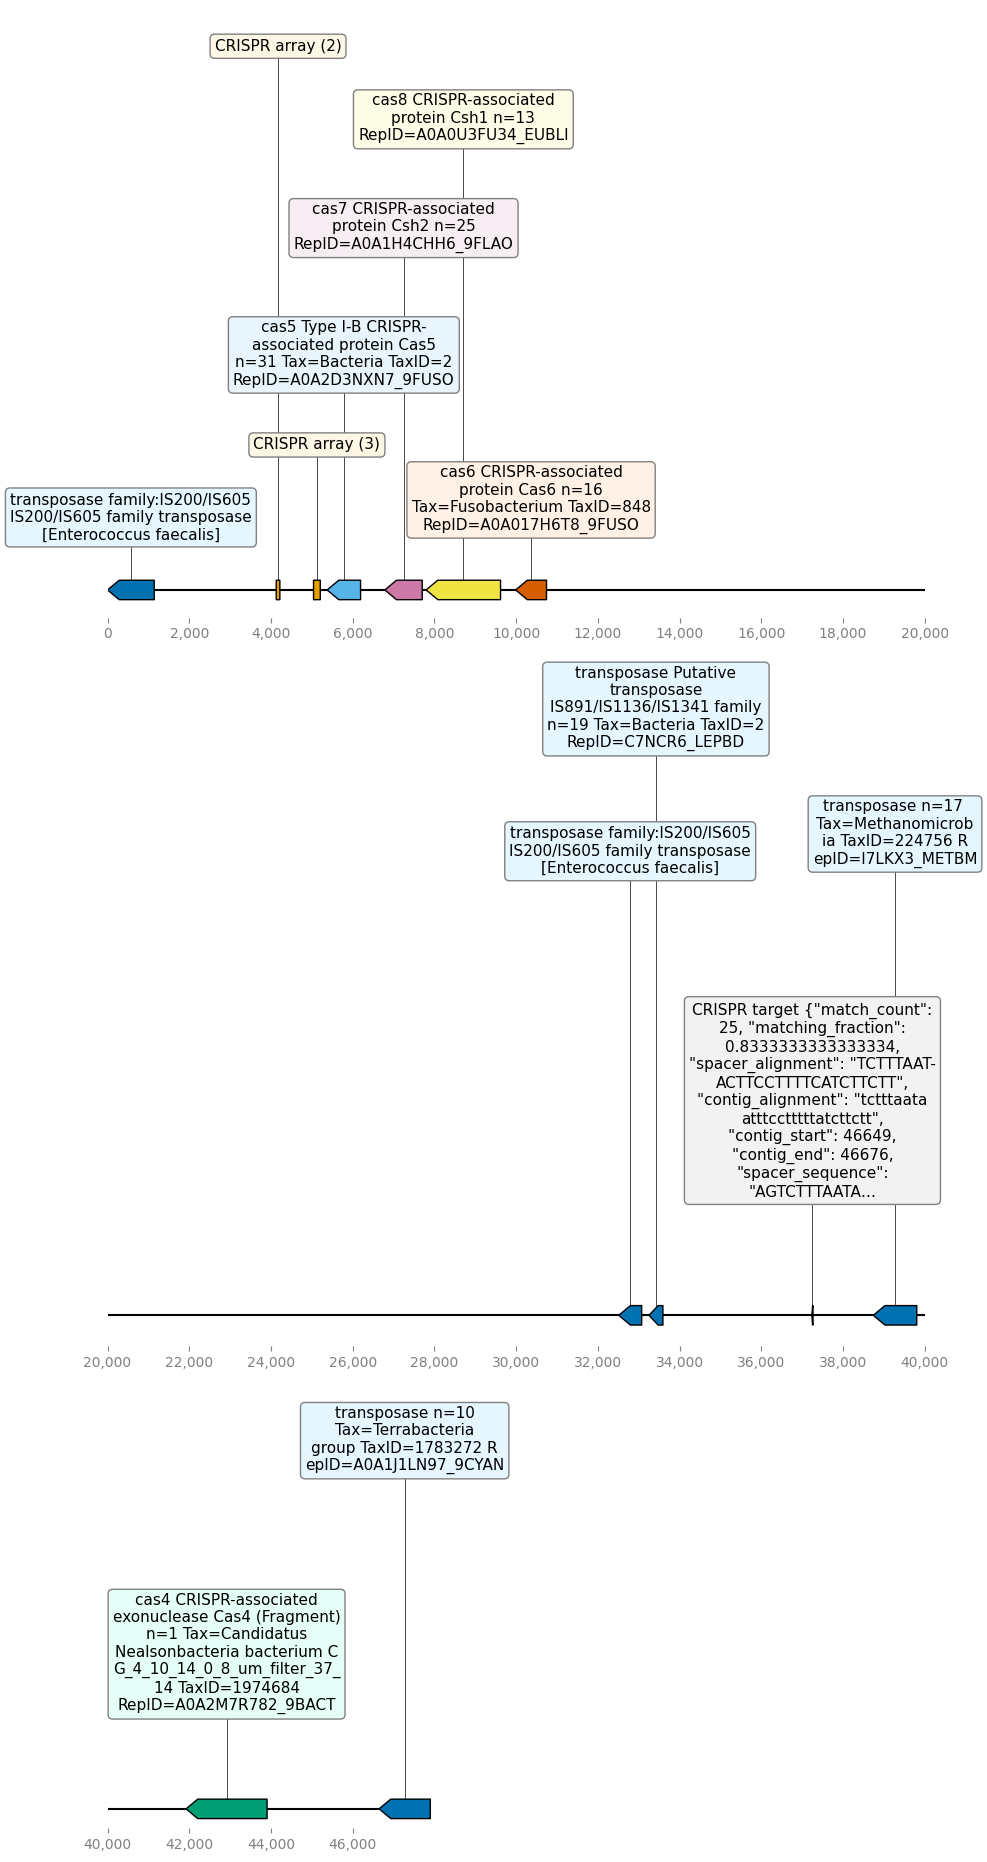 CRISPR array (2)
cas8 CRISPR-associated
protein Csh1 n=13
RepID=A0A0U3FU34_EUBLI
cas7 CRISPR-associated
protein Csh2 n=25
RepID=A0A1H4CHH6_9FLAO
cas5 Type I-B CRISPR-
associated protein Cas5
n=31 Tax=Bacteria TaxID=2
RepID=A0A2D3NXN7_9FUSO
CRISPR array (3)
cas6 CRISPR-associated
protein Cas6 n=16
Tax=Fusobacterium TaxID=848
RepID=A0A017H6T8_9FUSO
transposase family:IS200/IS605
IS200/IS605 family transposase
[Enterococcus faecalis]
0 2,000 4,000 6,000 8,000 10,000 12,000 14,000 16,000 18,000 20,000
transposase Putative
transposase
IS891/IS1136/IS1341 family
n=19 Tax=Bacteria TaxID=2
RepID=C7NCR6_LEPBD
transposase n=17
Tax=Methanomicrob
ia TaxID=224756 R
epID=I7LKX3_METBM
transposase family:IS200/IS605
IS200/IS605 family transposase
[Enterococcus faecalis]
CRISPR target {"match_count":
25, "matching_fraction":
0.8333333333333334,
"spacer_alignment": "TCTTTAAT-
ACTTCCTTTTCATCTTCTT",
"contig_alignment": "tctttaata
atttcctttttatcttctt",
"contig_start": 46649,
"contig_end": 46676,
"spacer_sequence":
"AGTCTTTAATA...
20,000 22,000 24,000 26,000 28,000 30,000 32,000 34,000 36,000 38,000 40,000
transposase n=10
Tax=Terrabacteria
group TaxID=1783272 R
epID=A0A1J1LN97_9CYAN
cas4 CRISPR-associated
exonuclease Cas4 (Fragment)
n=1 Tax=Candidatus
Nealsonbacteria bacterium C
G_4_10_14_0_8_um_filter_37_
14 TaxID=1974684
RepID=A0A2M7R782_9BACT
40,000 42,000 44,000 46,000